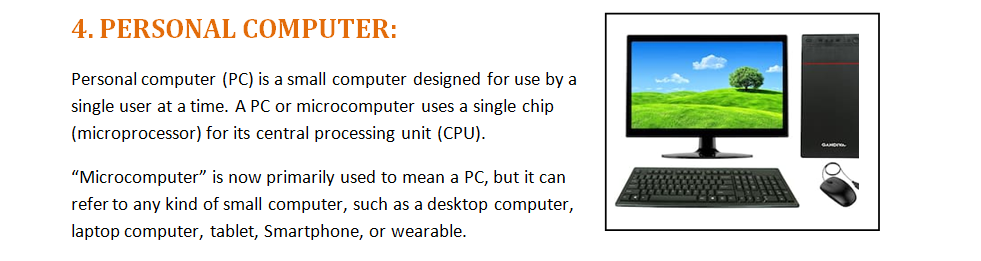 4. PERSONAL COMPUTER:
Personal computer (PC) is a small computer designed for use by a
single user at a time. A PC or microcomputer uses a single chip
(microprocessor) for its central processing unit (CPU).
“Microcomputer” is now primarily used to mean a PC, but it can
refer to any kind of small computer, such as a desktop computer,
laptop computer, tablet, Smartphone, or wearable.